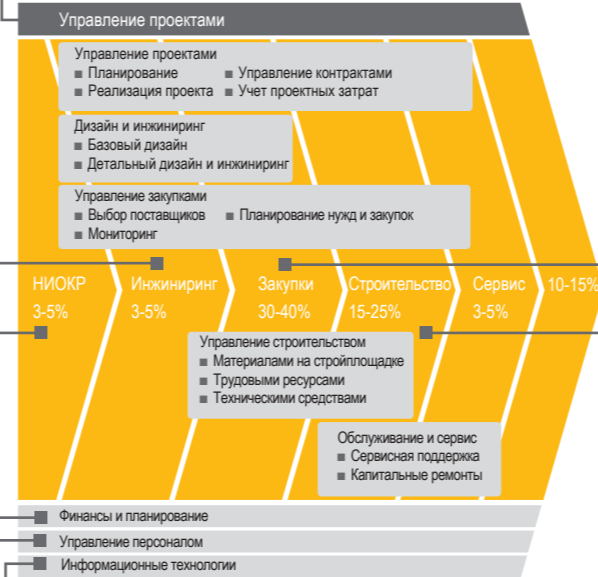 Управление проектами
Управление проектами
■ Планирование ■ Управление контрактами
■ Реализация проекта ■ Учет проектных затрат
Дизайн и инжиниринг
■ Базовый дизайн
■ Детальный дизайн и инжиниринг
Управление закупками
■ Выбор поставщиков ■ Планирование нужд и закупок
■ Мониторинг
НИОКР Инжиниринг Закупки Строительство Сервис 10-15%
3-5% 3-5% 30-40% 15-25% 3-5%
Управление строительством
■ Материалами на стройплощадке
■ Трудовыми ресурсами
■ Техническими средствами
Обслуживание и сервис
■ Сервисная поддержка
■ Капитальные ремонты
Финансы и планирование
Управление персоналом
Информационные технологии